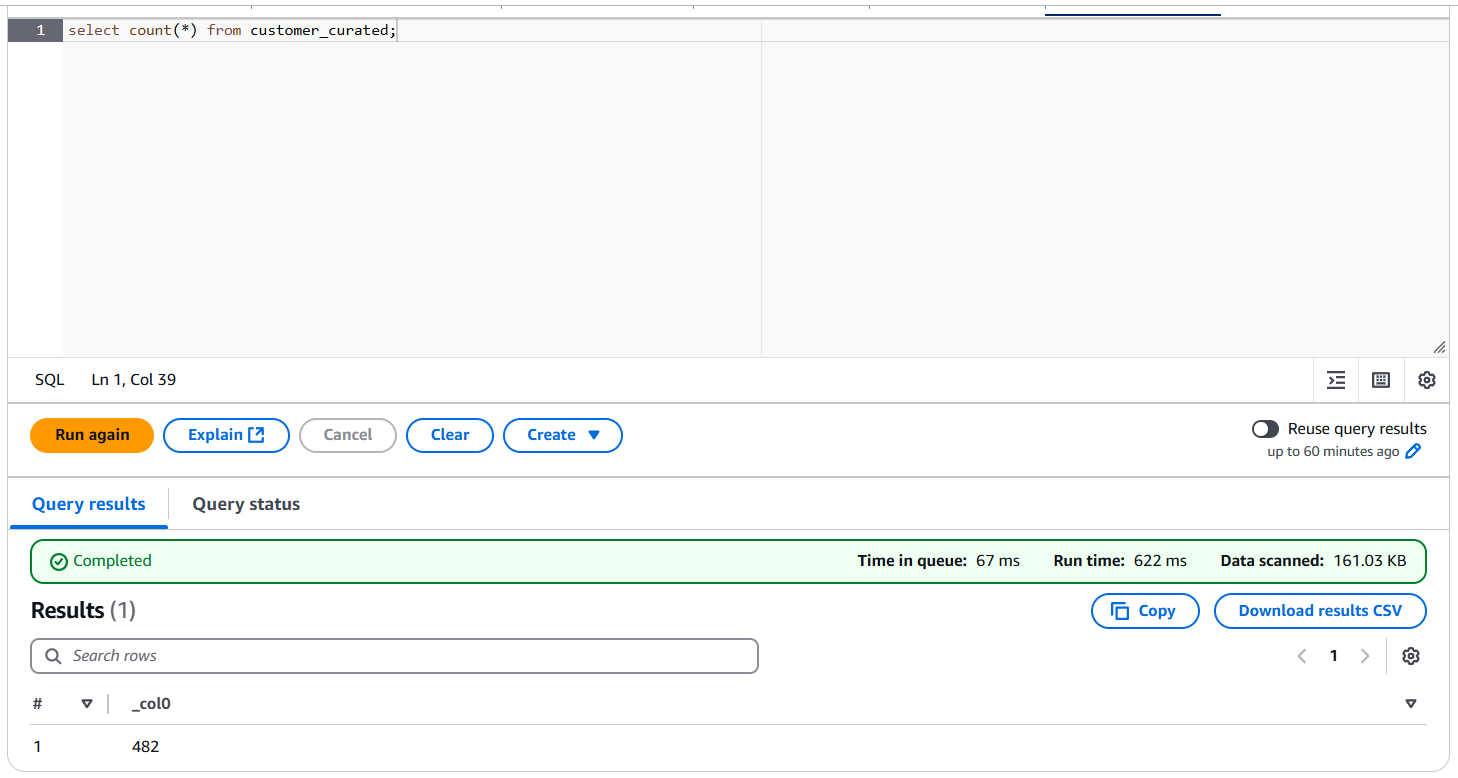 1 select count(*) from customer_curated;
SQL Ln 1, Col 39
Run again Explain Cancel Clear Create Reuse query results
up to 60 minutes ago
Query results Query status
Completed Time in queue: 67 ms Run time: 622 ms Data scanned: 161.03 KB
Results (1) Copy Download results CSV
Search rows 1
# _col0
1 482